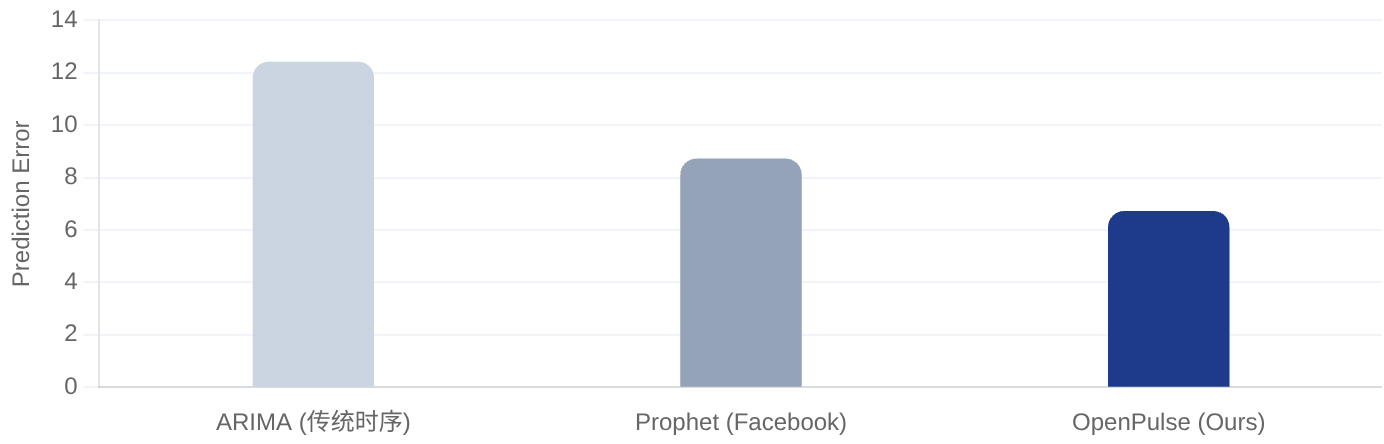 Prediction Error
14
12
10
8
6
4
2
0
ARIMA (传统时序)
Prophet (Facebook)
OpenPulse (Ours)